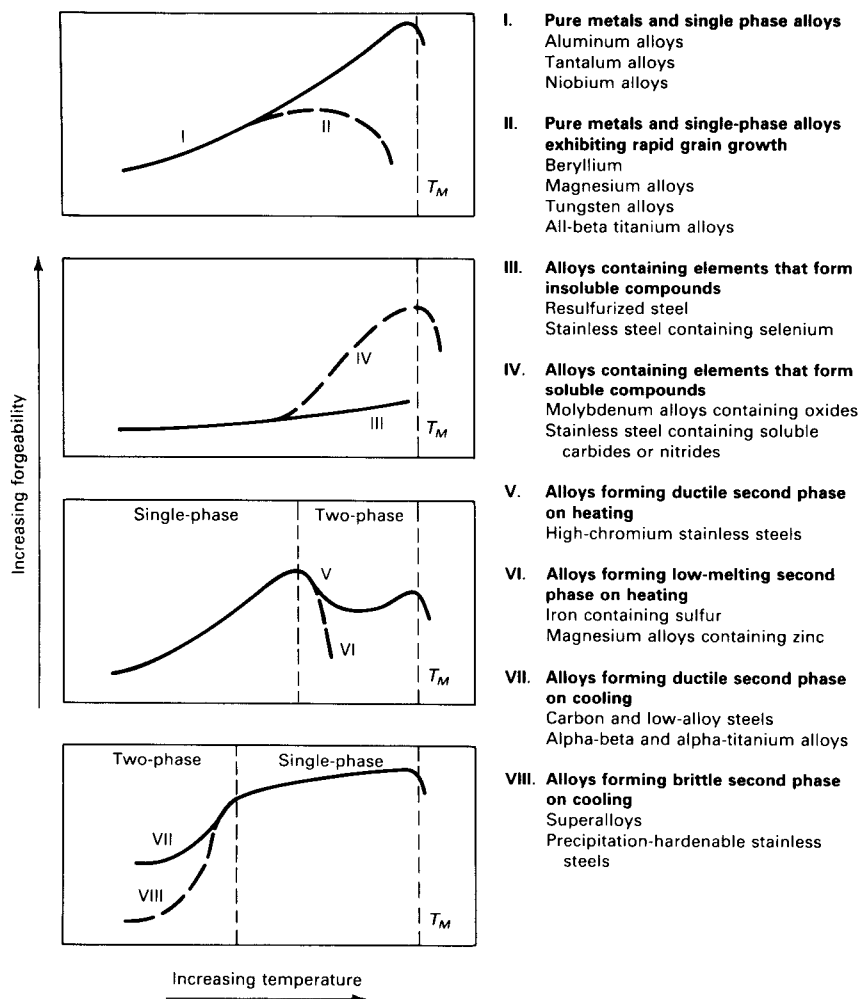 I
II
T_M
I. Pure metals and single phase alloys
Aluminum alloys
Tantalum alloys
Niobium alloys
II. Pure metals and single-phase alloys
exhibiting rapid grain growth
Beryllium
Magnesium alloys
Tungsten alloys
All-beta titanium alloys
Increasing forgeability
IV
III
T_M
III. Alloys containing elements that form
insoluble compounds
Resulfurized steel
Stainless steel containing selenium
IV. Alloys containing elements that form
soluble compounds
Molybdenum alloys containing oxides
Stainless steel containing soluble
carbides or nitrides
Single-phase
Two-phase
V
VI
T_M
V. Alloys forming ductile second phase
on heating
High-chromium stainless steels
VI. Alloys forming low-melting second
phase on heating
Iron containing sulfur
Magnesium alloys containing zinc
Two-phase
Single-phase
VII
VIII
T_M
VII. Alloys forming ductile second phase
on cooling
Carbon and low-alloy steels
Alpha-beta and alpha-titanium alloys
VIII. Alloys forming brittle second phase
on cooling
Superalloys
Precipitation-hardenable stainless
steels
Increasing temperature